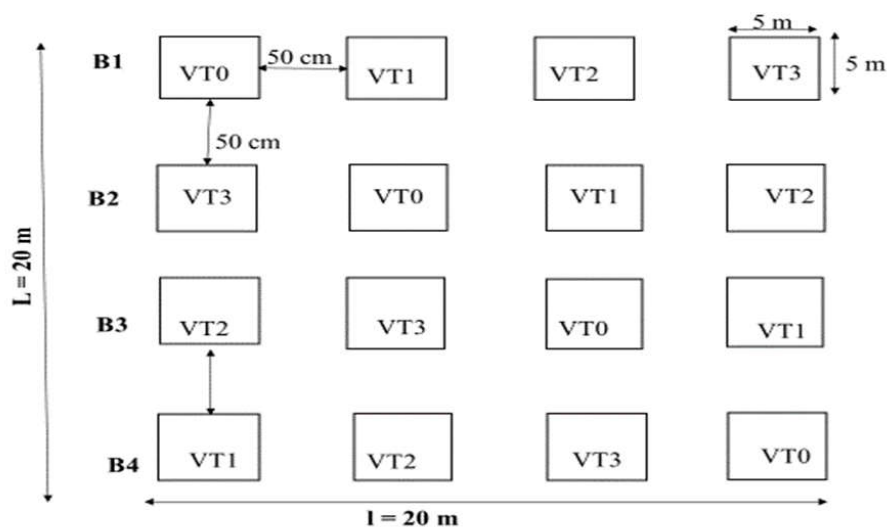 5 m
B1 VT0 50 cm VT1 VT2 VT3 5 m
50 cm
B2 VT3 VT0 VT1 VT2
L = 20 m
B3 VT2 VT3 VT0 VT1
B4 VT1 VT2 VT3 VT0
l = 20 m